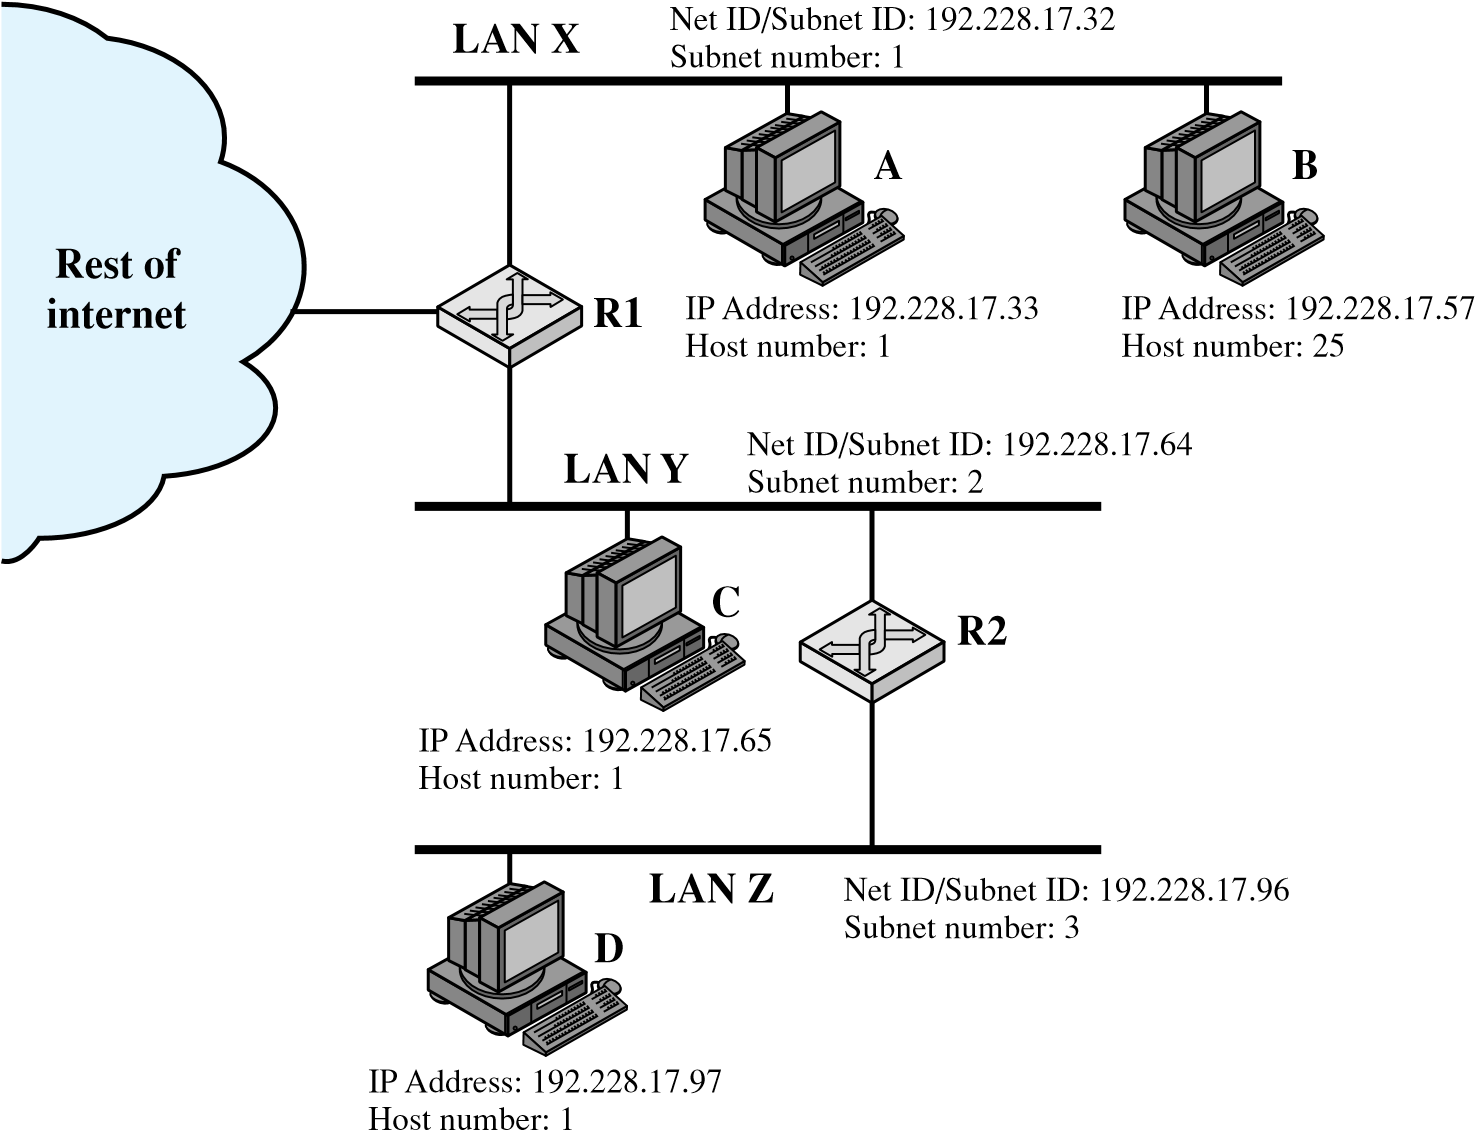 LAN X
Net ID/Subnet ID: 192.228.17.32
Subnet number: 1
A
B
Rest of
internet
R1
IP Address: 192.228.17.33
Host number: 1
IP Address: 192.228.17.57
Host number: 25
LAN Y
Net ID/Subnet ID: 192.228.17.64
Subnet number: 2
C
R2
IP Address: 192.228.17.65
Host number: 1
LAN Z
Net ID/Subnet ID: 192.228.17.96
Subnet number: 3
D
IP Address: 192.228.17.97
Host number: 1